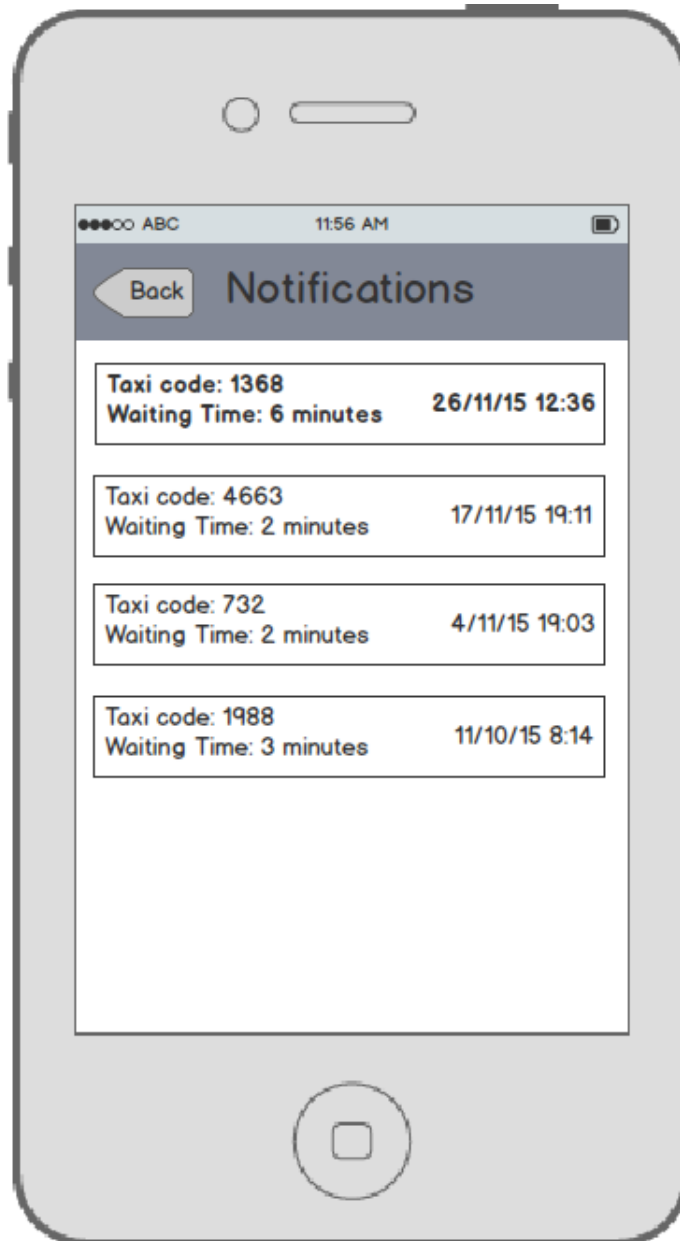 ABC 11:56 AM
Back Notifications
Taxi code: 1368
Waiting Time: 6 minutes
26/11/15 12:36
Taxi code: 4663
Waiting Time: 2 minutes
17/11/15 19:11
Taxi code: 732
Waiting Time: 2 minutes
4/11/15 19:03
Taxi code: 1988
Waiting Time: 3 minutes
11/10/15 8:14